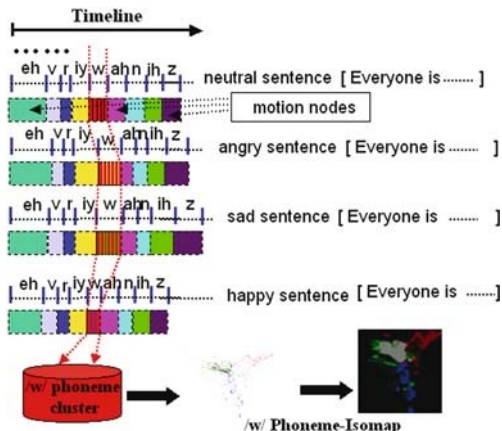 Timeline
eh v r iy w ah n ih z
neutral sentence [ Everyone is ........ ]
motion nodes
eh v r iy w ah n ih z
angry sentence [ Everyone is ...... ]
eh v r iy w ah n ih z
sad sentence [ Everyone is ...... ]
eh v r iy w ah n ih z
happy sentence [ Everyone is ...... ]
/w/ phoneme
cluster
/w/ Phoneme-Isomap